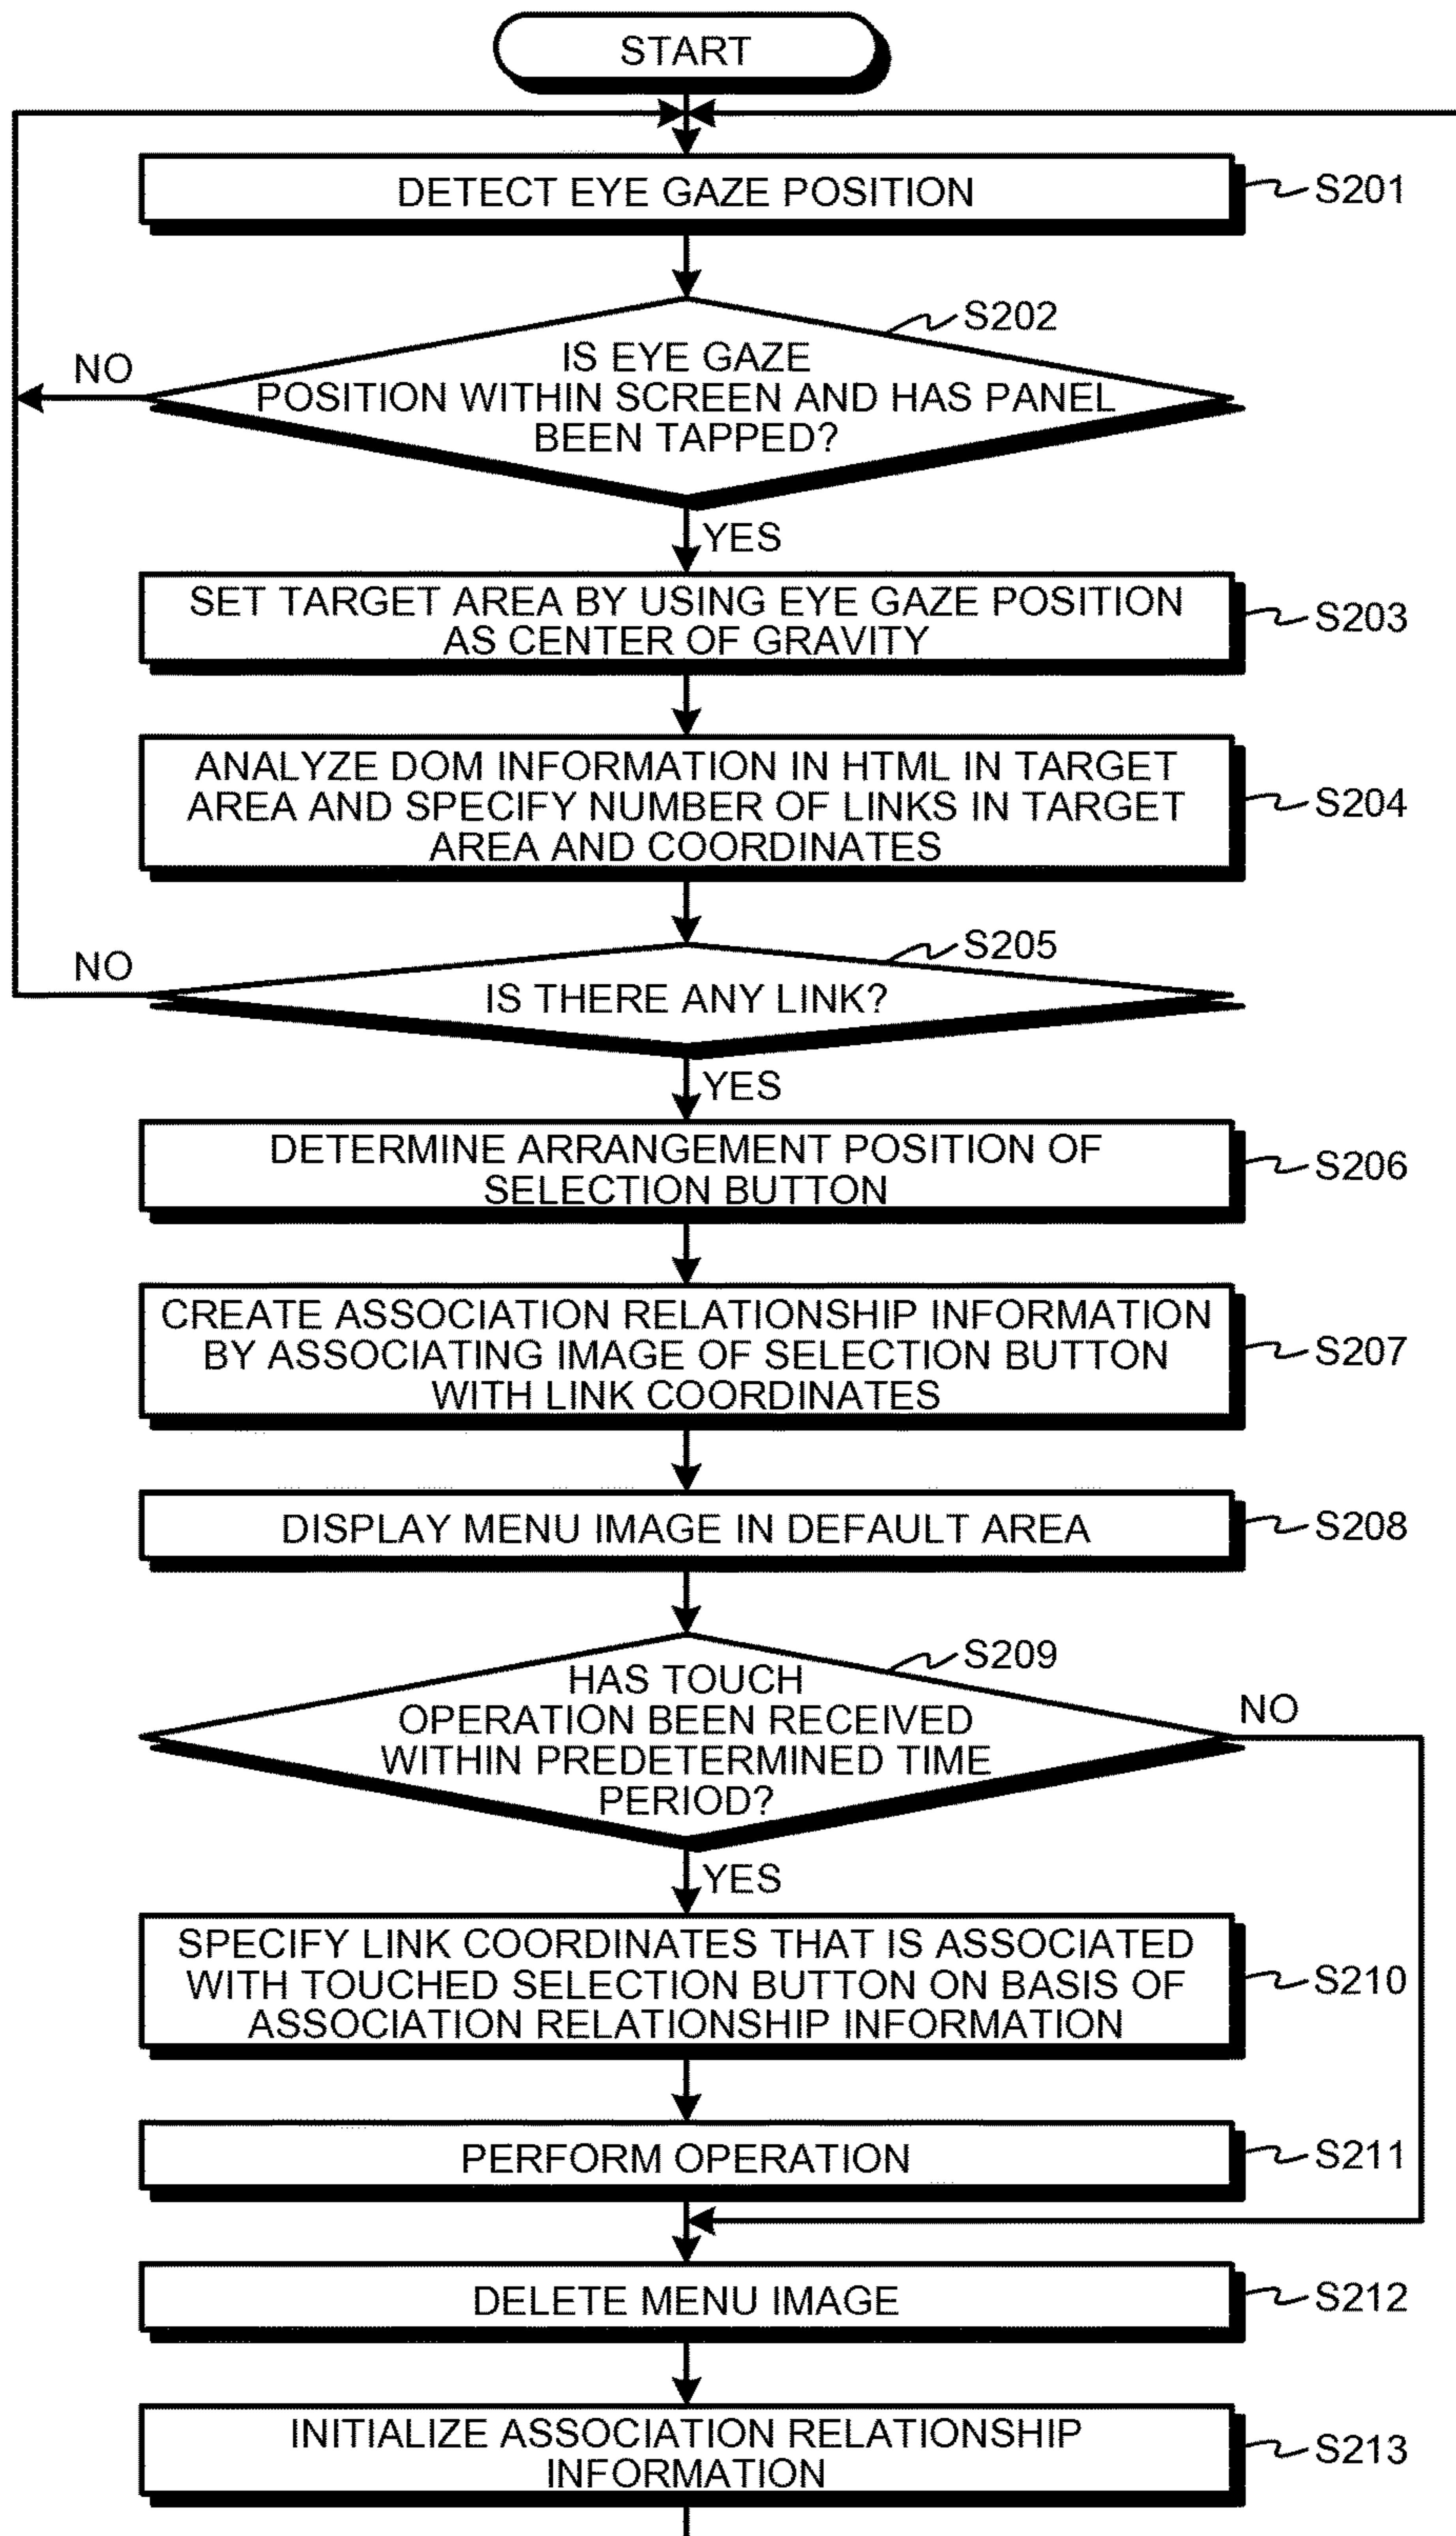 START
DETECT EYE GAZE POSITION
S201
S202
IS EYE GAZE
POSITION WITHIN SCREEN AND HAS PANEL
BEEN TAPPED?
NO
YES
SET TARGET AREA BY USING EYE GAZE POSITION
AS CENTER OF GRAVITY
S203
ANALYZE DOM INFORMATION IN HTML IN TARGET
AREA AND SPECIFY NUMBER OF LINKS IN TARGET
AREA AND COORDINATES
S204
S205
IS THERE ANY LINK?
NO
YES
DETERMINE ARRANGEMENT POSITION OF
SELECTION BUTTON
S206
CREATE ASSOCIATION RELATIONSHIP INFORMATION
BY ASSOCIATING IMAGE OF SELECTION BUTTON
WITH LINK COORDINATES
S207
DISPLAY MENU IMAGE IN DEFAULT AREA
S208
S209
HAS TOUCH
OPERATION BEEN RECEIVED
WITHIN PREDETERMINED TIME
PERIOD?
NO
YES
SPECIFY LINK COORDINATES THAT IS ASSOCIATED
WITH TOUCHED SELECTION BUTTON ON BASIS OF
ASSOCIATION RELATIONSHIP INFORMATION
S210
PERFORM OPERATION
S211
DELETE MENU IMAGE
S212
INITIALIZE ASSOCIATION RELATIONSHIP
INFORMATION
S213